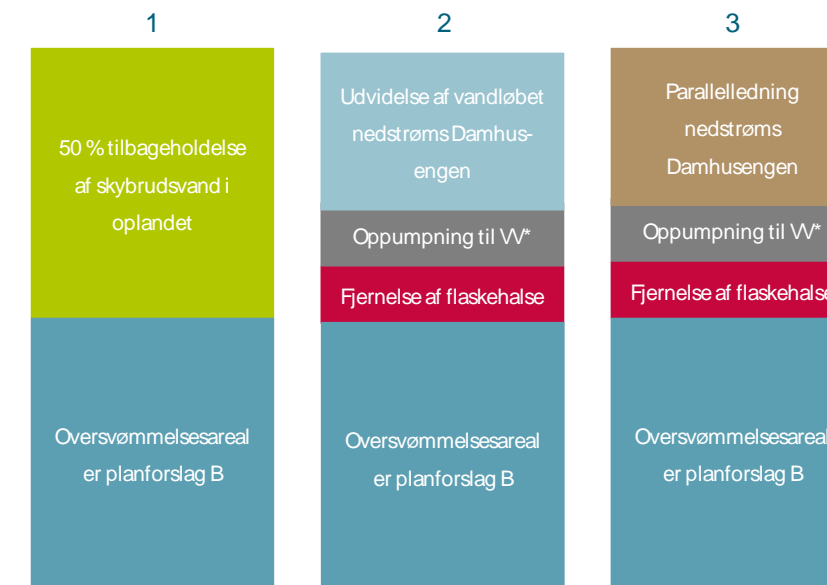 1
50 % tilbageholdelse
af skybrudsvand i
oplandet
Oversvømmelsesareal
er planforslag B
2
Udvidelse af vandløbet
nedstrøms Damhus-
engen
Oppumpning til VV*
Fjernelse af flaskehalse
Oversvømmelsesareal
er planforslag B
3
Parallelledning
nedstrøms
Damhusengen
Oppumpning til VV*
Fjernelse af flaskehalse
Oversvømmelsesareal
er planforslag B